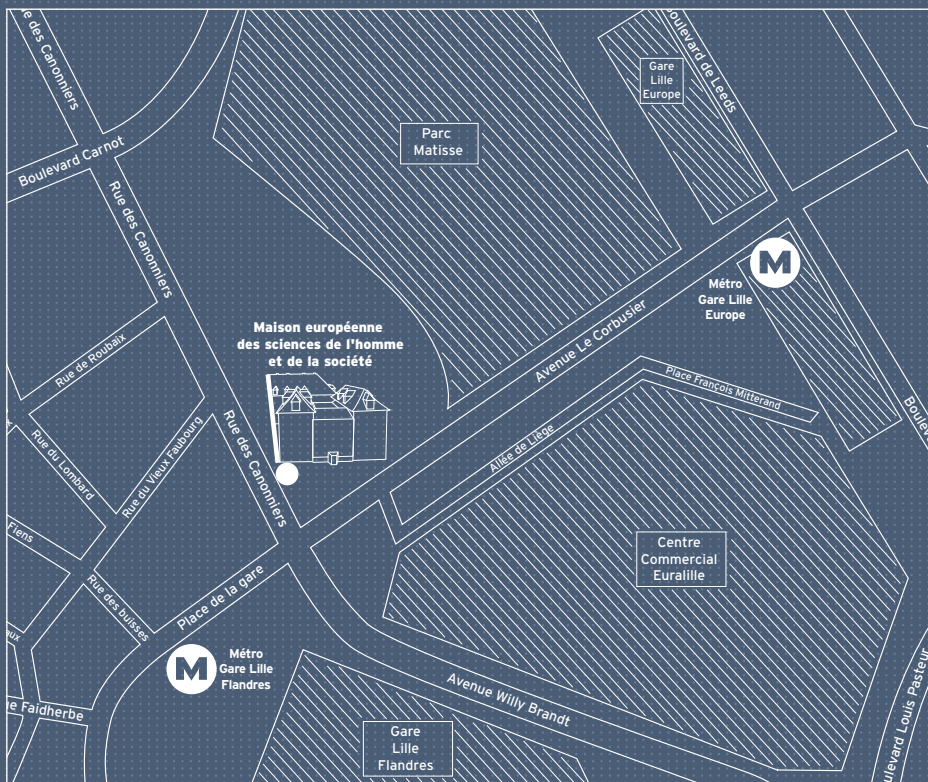 Rue des Canonniers
Boulevard Carnot
Rue des Canonniers
Parc
Matisse
Gare
Lille
Europe
Boulevard de Leeds
M
Métro
Gare Lille
Europe
Avenue Le Corbusier
Maison européenne
des sciences de l'homme
et de la société
Rue de Roubaix
Rue du Lombard
Rue du Vieux Faubourg
Rue des Canonniers
Place François Mitterand
Allée de Liège
Fiens
Rue des buisses
Place de la gare
Centre
Commercial
Euralille
M
Métro
Gare Lille
Flandres
Faidherbe
Avenue Willy Brandt
Gare
Lille
Flandres
ulevard Louis Pasteur